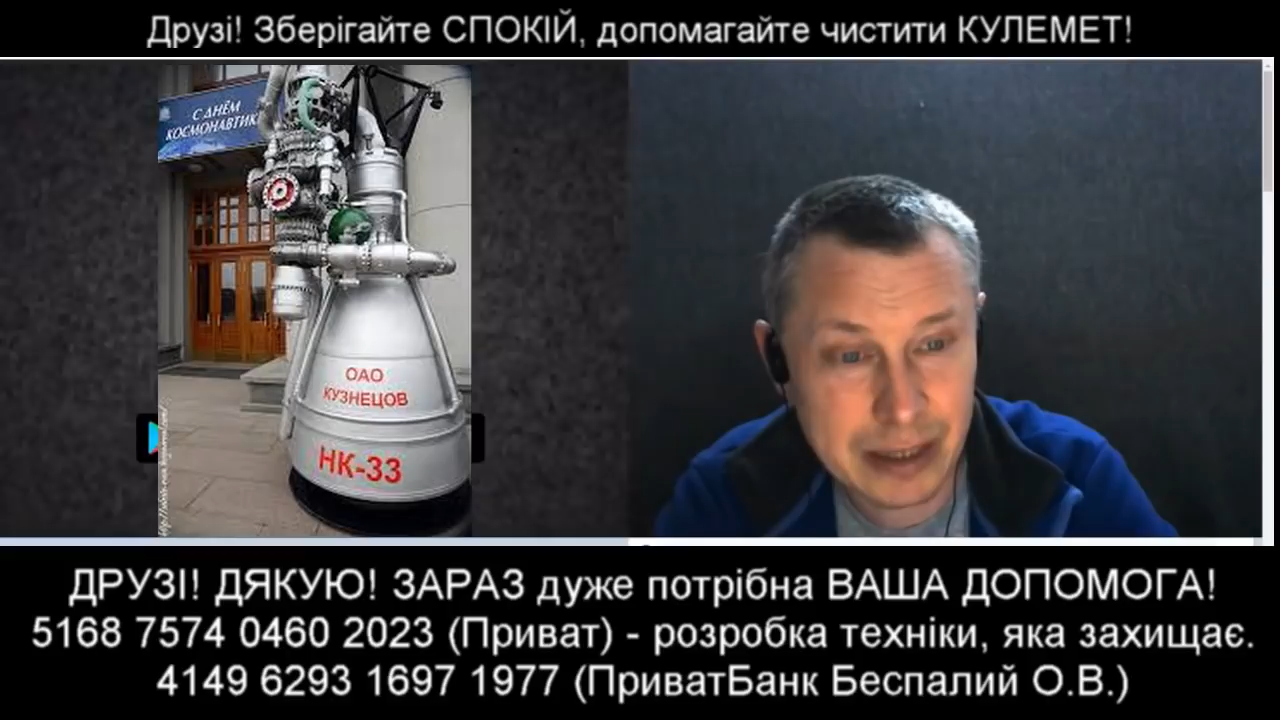 Друзі! Зберігайте СПОКІЙ, допомагайте чистити КУЛЕМЕТ!
С ДНЁМ
КОСМОНАВТИК
ОАО
КУЗНЕЦОВ
НК-33
ДРУЗІ! ДЯКУЮ! ЗАРАЗ дуже потрібна ВАША ДОПОМОГА!
5168 7574 0460 2023 (Приват) - розробка техніки, яка захищає.
4149 6293 1697 1977 (ПриватБанк Беспалий О.В.)